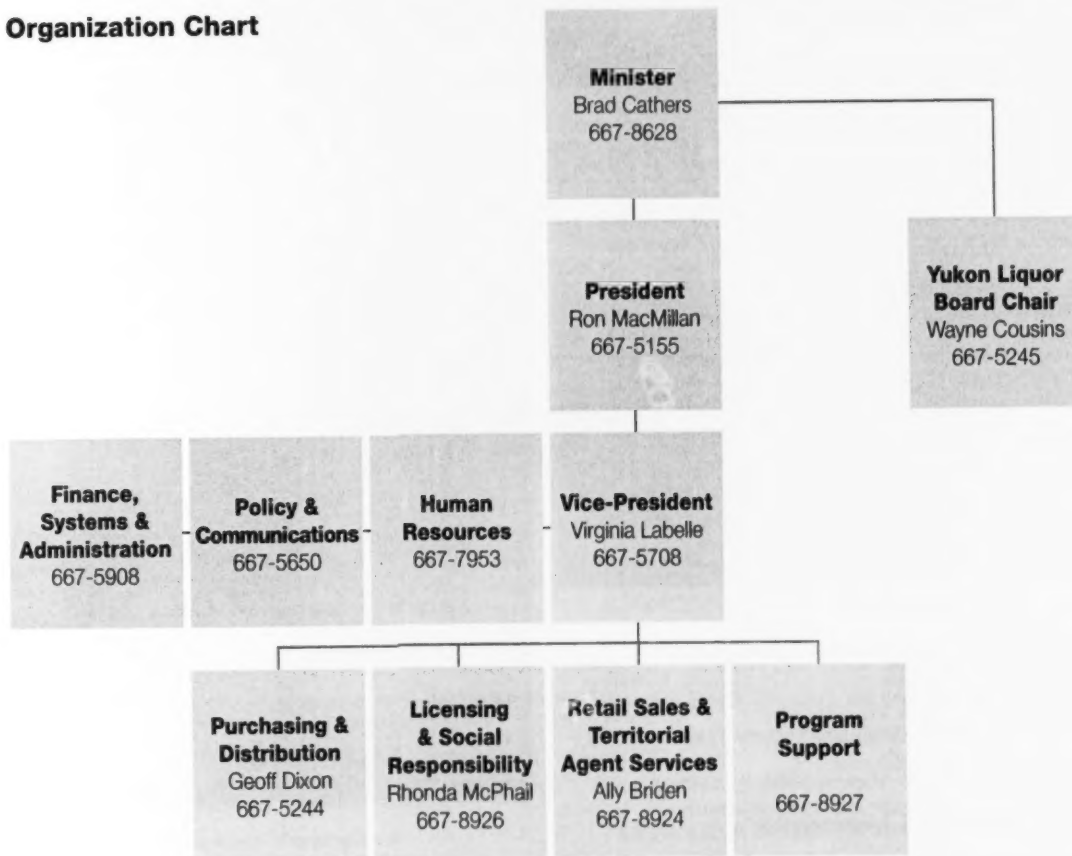 Organization Chart
Minister
Brad Cathers
667-8628
President
Ron MacMillan
667-5155
Yukon Liquor
Board Chair
Wayne Cousins
667-5245
Finance,
Systems &
Administration
667-5908
Policy &
Communications
667-5650
Human
Resources
667-7953
Vice-President
Virginia Labelle
667-5708
Purchasing &
Distribution
Geoff Dixon
667-5244
Licensing
& Social
Responsibility
Rhonda McPhail
667-8926
Retail Sales &
Territorial
Agent Services
Ally Briden
667-8924
Program
Support
667-8927